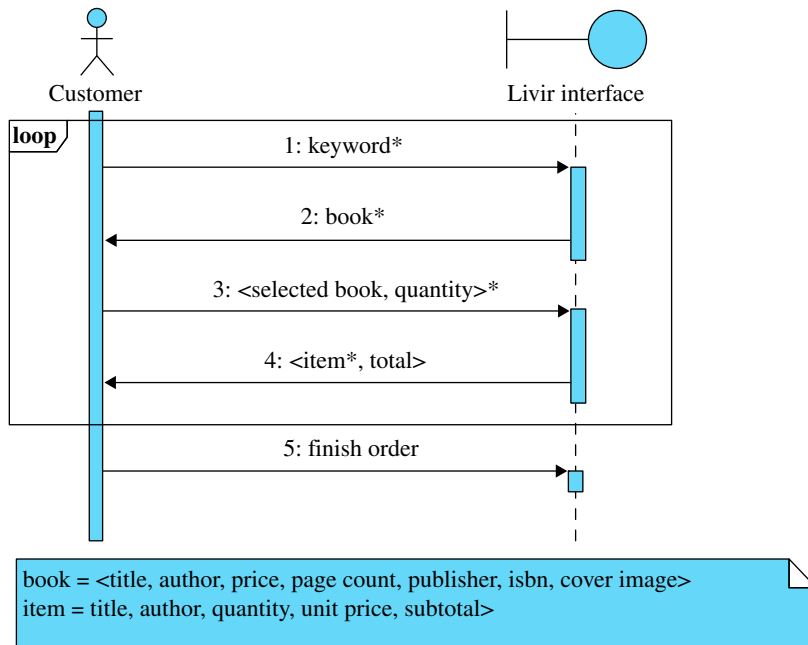 Customer
Livir interface
loop
1: keyword*
2: book*
3: <selected book, quantity>*
4: <item*, total>
5: finish order
book = <title, author, price, page count, publisher, isbn, cover image>
item = title, author, quantity, unit price, subtotal>